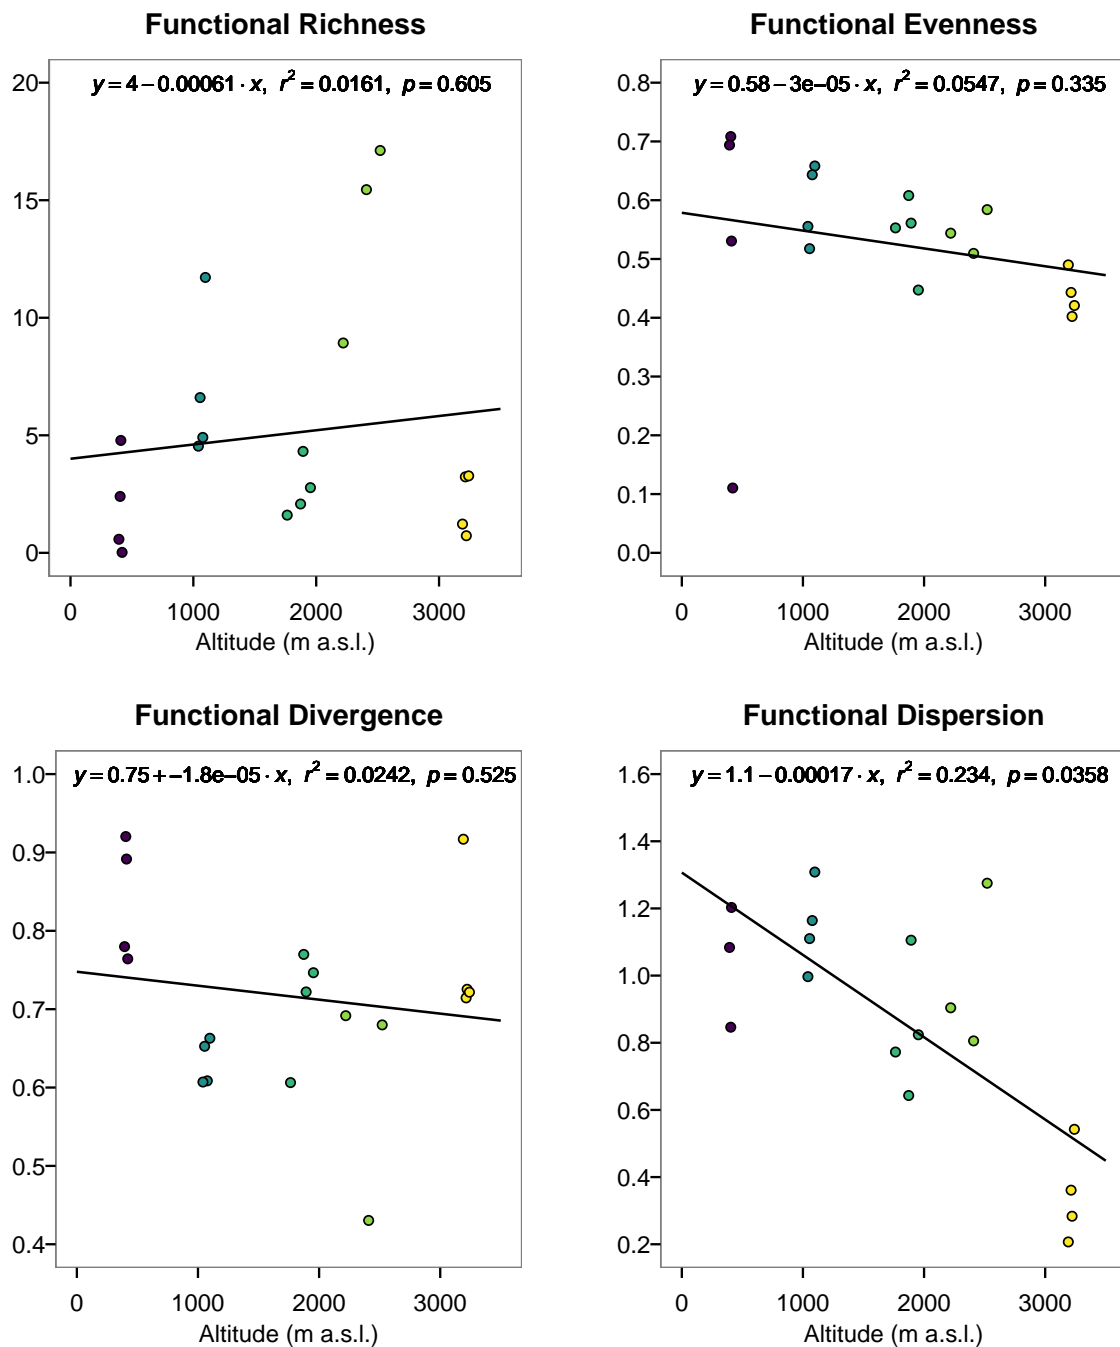 Functional Richness
y = 4 − 0.00061 · x, r² = 0.0161, p = 0.605
20
15
10
5
0
0 1000 2000 3000
Altitude (m a.s.l.)
Functional Evenness
y = 0.58 − 3e−05 · x, r² = 0.0547, p = 0.335
0.8
0.7
0.6
0.5
0.4
0.3
0.2
0.1
0.0
0 1000 2000 3000
Altitude (m a.s.l.)
Functional Divergence
y = 0.75 + −1.8e−05 · x, r² = 0.0242, p = 0.525
1.0
0.9
0.8
0.7
0.6
0.5
0.4
0 1000 2000 3000
Altitude (m a.s.l.)
Functional Dispersion
y = 1.1 − 0.00017 · x, r² = 0.234, p = 0.0358
1.6
1.4
1.2
1.0
0.8
0.6
0.4
0.2
0 1000 2000 3000
Altitude (m a.s.l.)